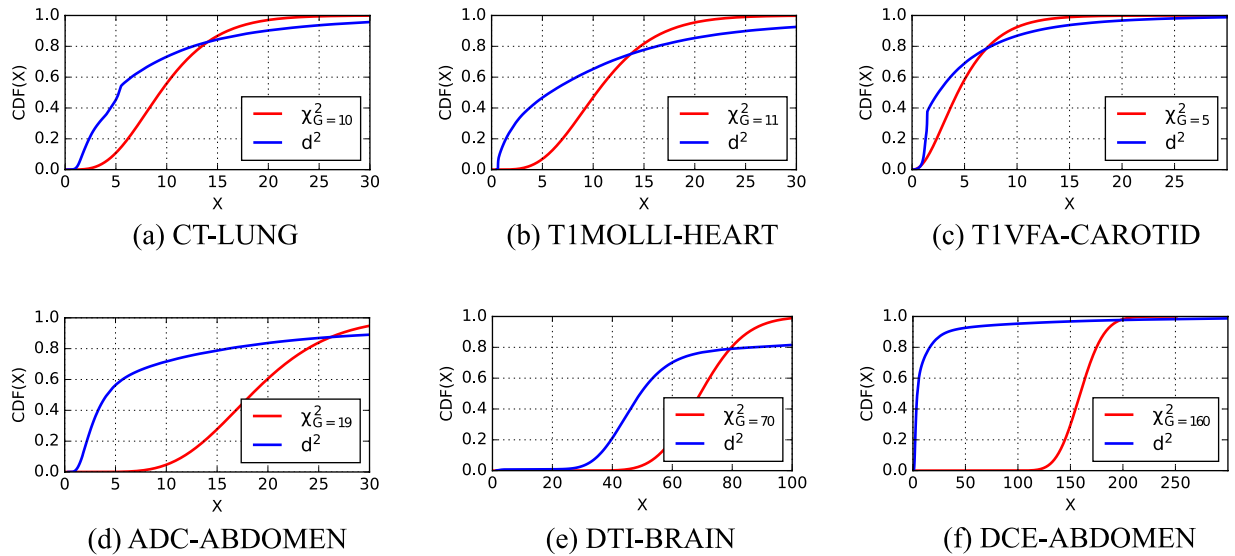 CDF(X)
1.0
0.8
0.6
0.4
0.2
0.0
0 5 10 15 20 25 30
X
χ²G=10
d²
(a) CT-LUNG
CDF(X)
1.0
0.8
0.6
0.4
0.2
0.0
0 5 10 15 20 25 30
X
χ²G=11
d²
(b) T1MOLLI-HEART
CDF(X)
1.0
0.8
0.6
0.4
0.2
0.0
0 5 10 15 20 25
X
χ²G=5
d²
(c) T1VFA-CAROTID
CDF(X)
1.0
0.8
0.6
0.4
0.2
0.0
0 5 10 15 20 25 30
X
χ²G=19
d²
(d) ADC-ABDOMEN
CDF(X)
1.0
0.8
0.6
0.4
0.2
0.0
0 20 40 60 80 100
X
χ²G=70
d²
(e) DTI-BRAIN
CDF(X)
1.0
0.8
0.6
0.4
0.2
0.0
0 50 100 150 200 250
X
χ²G=160
d²
(f) DCE-ABDOMEN